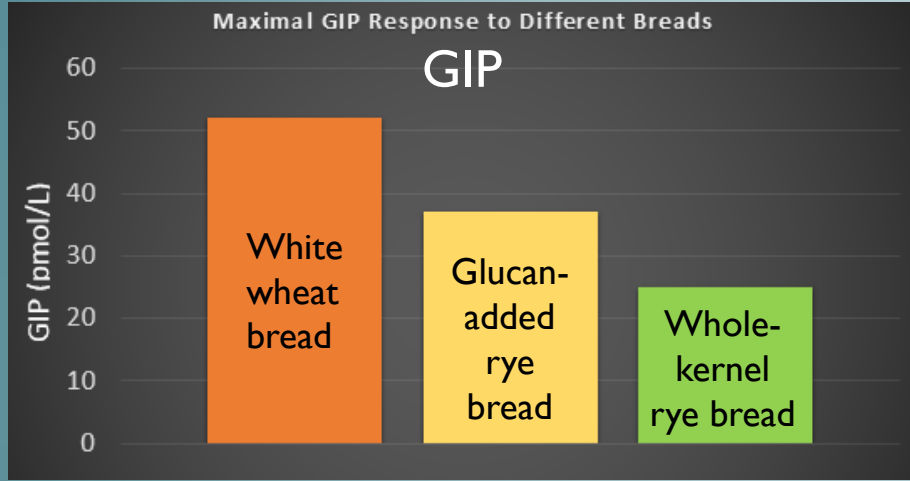 Maximal GIP Response to Different Breads
GIP
60
50
40
30
20
10
0
GIP (pmol/L)
White
wheat
bread
Glucan-
added
rye
bread
Whole-
kernel
rye bread